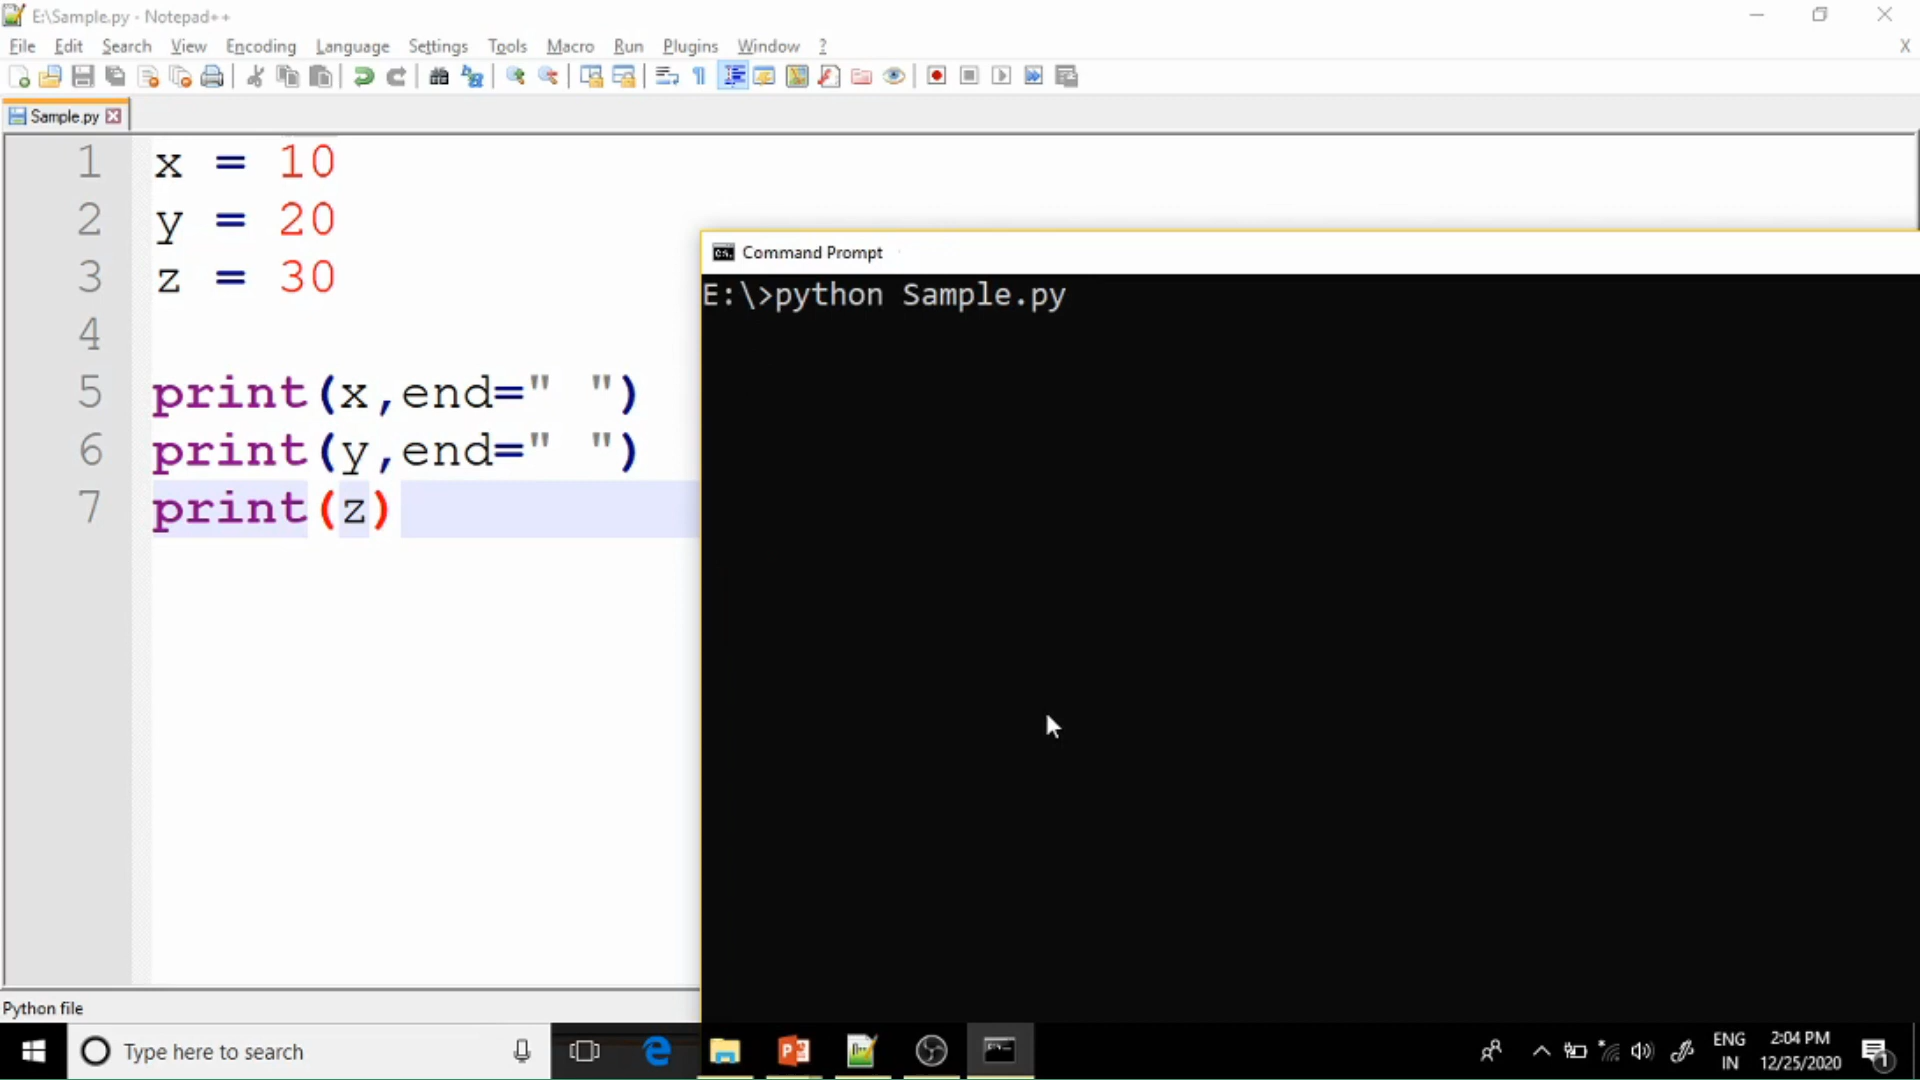 E:\Sample.py - Notepad++
File Edit Search View Encoding Language Settings Tools Macro Run Plugins Window ?
X
Sample.py
1 x = 10
2 y = 20
3 z = 30
4
5 print(x,end=" ")
6 print(y,end=" ")
7 print(z)
Command Prompt
E:\>python Sample.py
Python file
Type here to search
ENG
IN
2:04 PM
12/25/2020
1